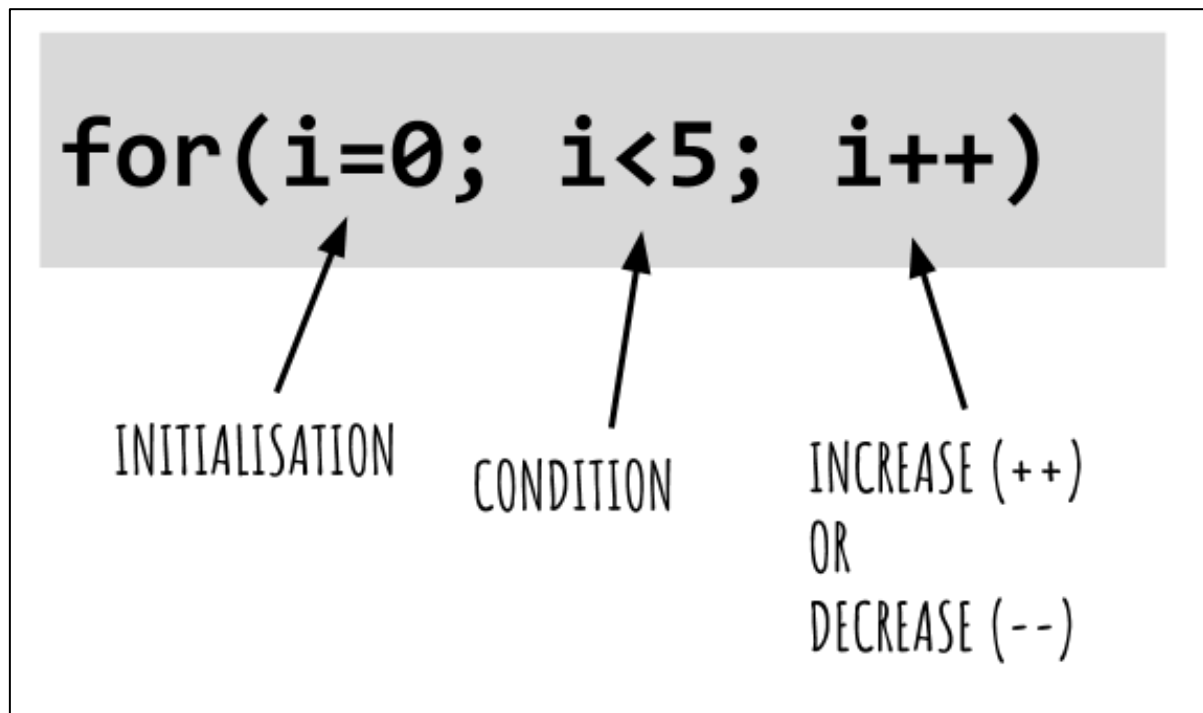 for(i=0; i<5; i++)
INITIALISATION
CONDITION
INCREASE (++)
OR
DECREASE (--)